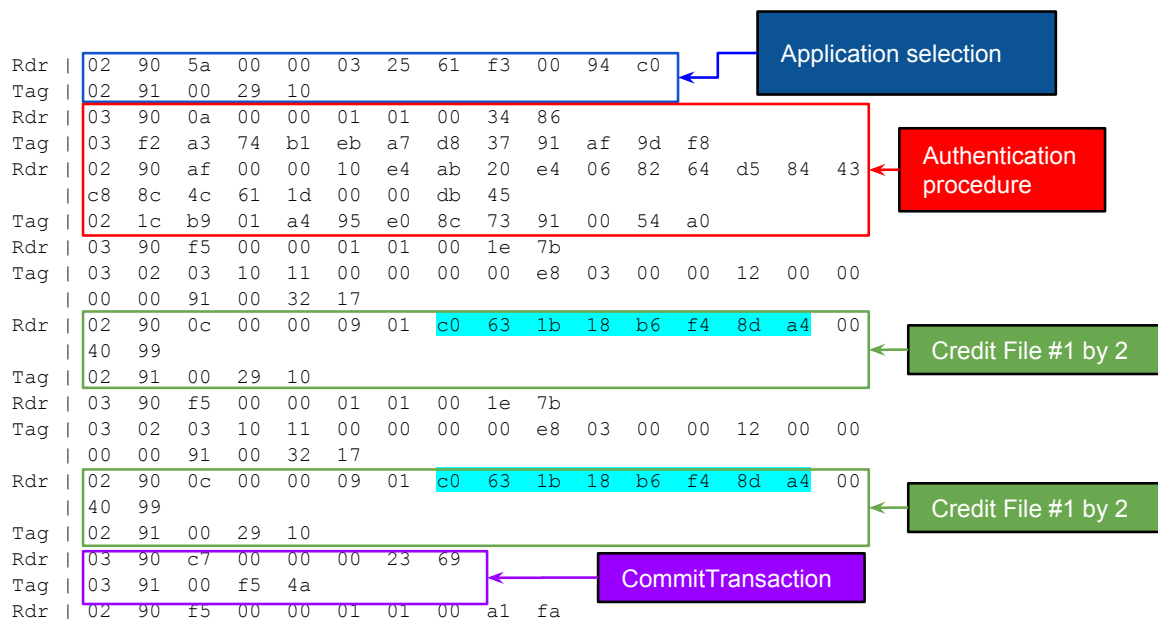 Application selection
Rdr | 02 90 5a 00 00 03 25 61 f3 00 94 c0
Tag | 02 91 00 29 10
Rdr | 03 90 0a 00 00 01 01 00 34 86
Tag | 03 f2 a3 74 b1 eb a7 d8 37 91 af 9d f8
Rdr | 02 90 af 00 00 10 e4 ab 20 e4 06 82 64 d5 84 43
| c8 8c 4c 61 1d 00 00 db 45
Authentication
procedure
Tag | 02 1c b9 01 a4 95 e0 8c 73 91 00 54 a0
Rdr | 03 90 f5 00 00 01 01 00 1e 7b
Tag | 03 02 03 10 11 00 00 00 00 e8 03 00 00 12 00 00
| 00 00 91 00 32 17
Rdr | 02 90 0c 00 00 09 01 c0 63 1b 18 b6 f4 8d a4 00
| 40 99
Credit File #1 by 2
Tag | 02 91 00 29 10
Rdr | 03 90 f5 00 00 01 01 00 1e 7b
Tag | 03 02 03 10 11 00 00 00 00 e8 03 00 00 12 00 00
| 00 00 91 00 32 17
Rdr | 02 90 0c 00 00 09 01 c0 63 1b 18 b6 f4 8d a4 00
| 40 99
Credit File #1 by 2
Tag | 02 91 00 29 10
Rdr | 03 90 c7 00 00 00 23 69
Tag | 03 91 00 f5 4a
CommitTransaction
Rdr | 02 90 f5 00 00 01 01 00 a1 fa